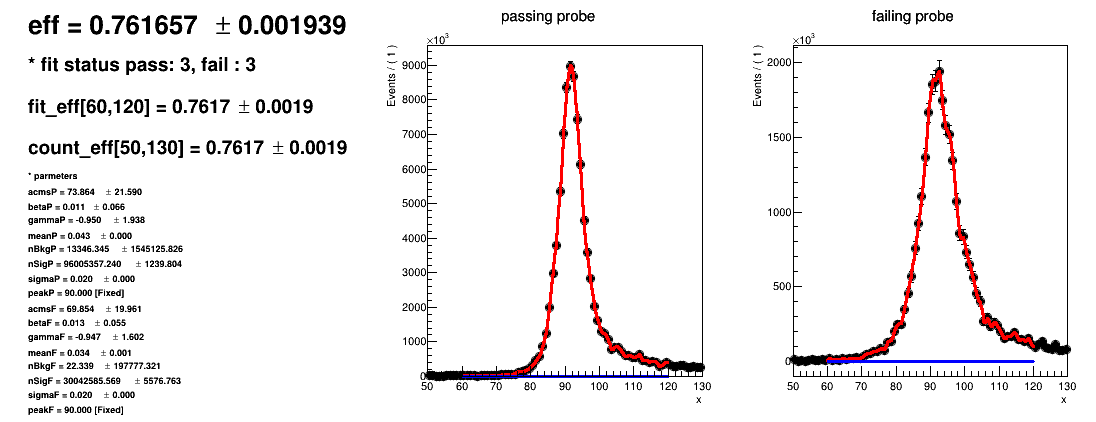 eff = 0.761657 ± 0.001939
* fit status pass: 3, fail : 3
fit_eff[60,120] = 0.7617 ± 0.0019
count_eff[50,130] = 0.7617 ± 0.0019
* parmeters
acmsP = 73.864 ± 21.590
betaP = 0.011 ± 0.066
gammaP = -0.950 ± 1.938
meanP = 0.043 ± 0.000
nBkgP = 13346.345 ± 1545125.826
nSigP = 96005357.240 ± 1239.804
sigmaP = 0.020 ± 0.000
peakP = 90.000 [Fixed]
acmsF = 69.854 ± 19.961
betaF = 0.013 ± 0.055
gammaF = -0.947 ± 1.602
meanF = 0.034 ± 0.001
nBkgF = 22.339 ± 197777.321
nSigF = 30042585.569 ± 5576.763
sigmaF = 0.020 ± 0.000
peakF = 90.000 [Fixed]
passing probe
×10³
Events / ( 1 )
9000
8000
7000
6000
5000
4000
3000
2000
1000
0
50 60 70 80 90 100 110 120 130
x
failing probe
×10³
Events / ( 1 )
2000
1500
1000
500
0
50 60 70 80 90 100 110 120 130
x